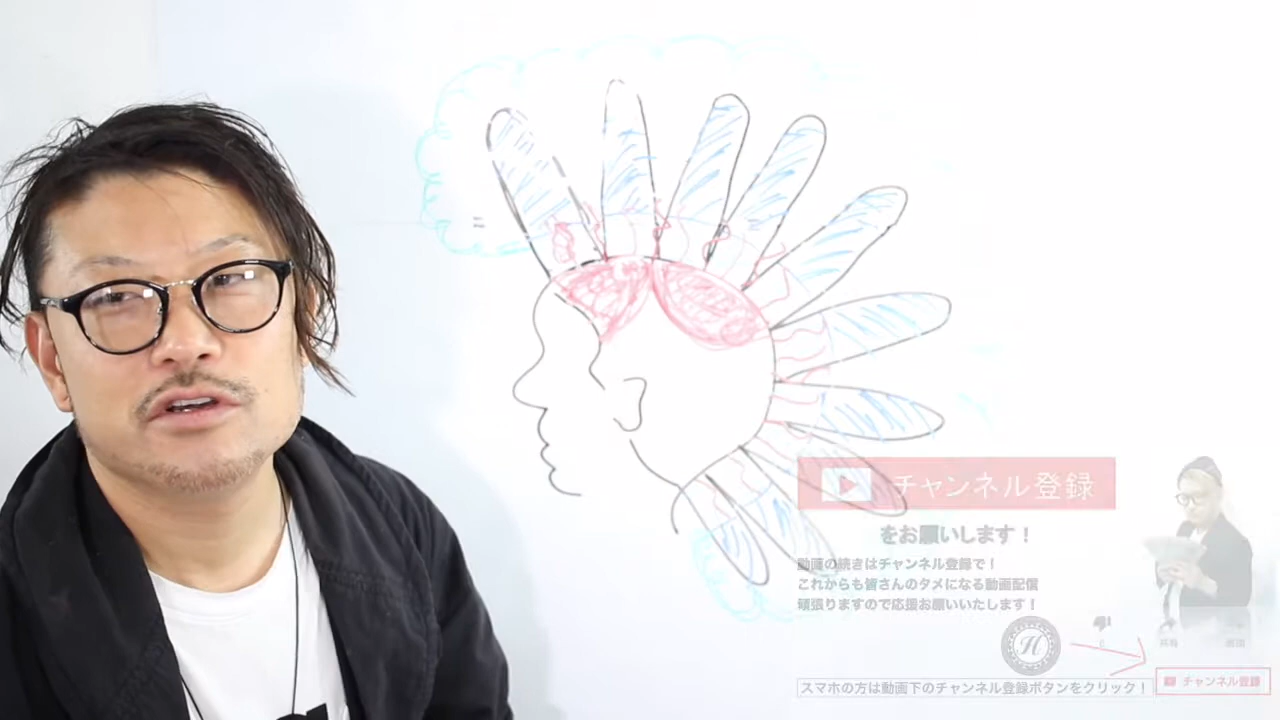 チャンネル登録
をお願いします！
動画の続きはチャンネル登録で！
これからも皆さんのタメになる動画配信
頑張りますので応援お願いいたします！
H
6
共有
スマホの方は動画下のチャンネル登録ボタンをクリック！
チャンネル登録